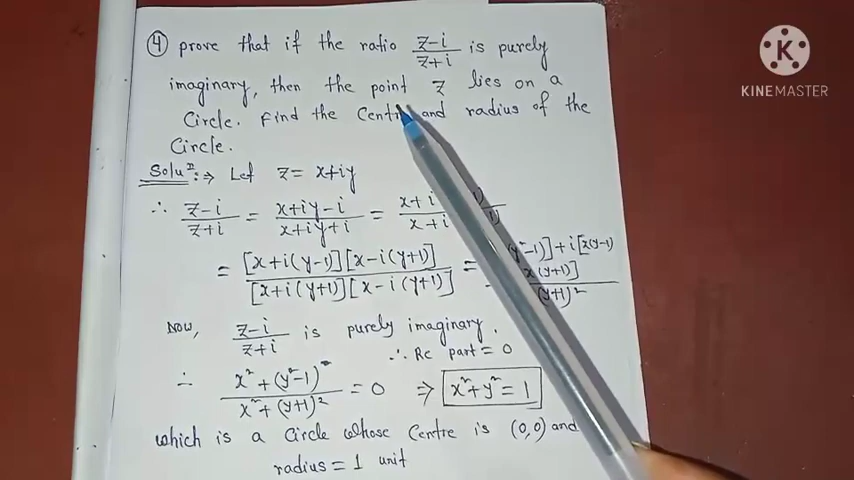 ④ prove that if the ratio (z-i)/(z+i) is purely
imaginary, then the point z lies on a
Circle. Find the Centre and radius of the
Circle.
Soluⁿ :⇒ Let z = x+iy
∴ (z-i)/(z+i) = (x+iy-i)/(x+iy+i) =
= [x+i(y-1)][x-i(y+1)] / [x+i(y+1)][x-i(y+1)] =
Now, (z-i)/(z+i) is purely imaginary.
∴ Re part = 0
∴ x²+(y²-1) / x²+(y+1)² = 0 ⇒ x²+y² = 1
which is a circle whose Centre is (0,0) and
radius = 1 unit
K
KINEMASTER